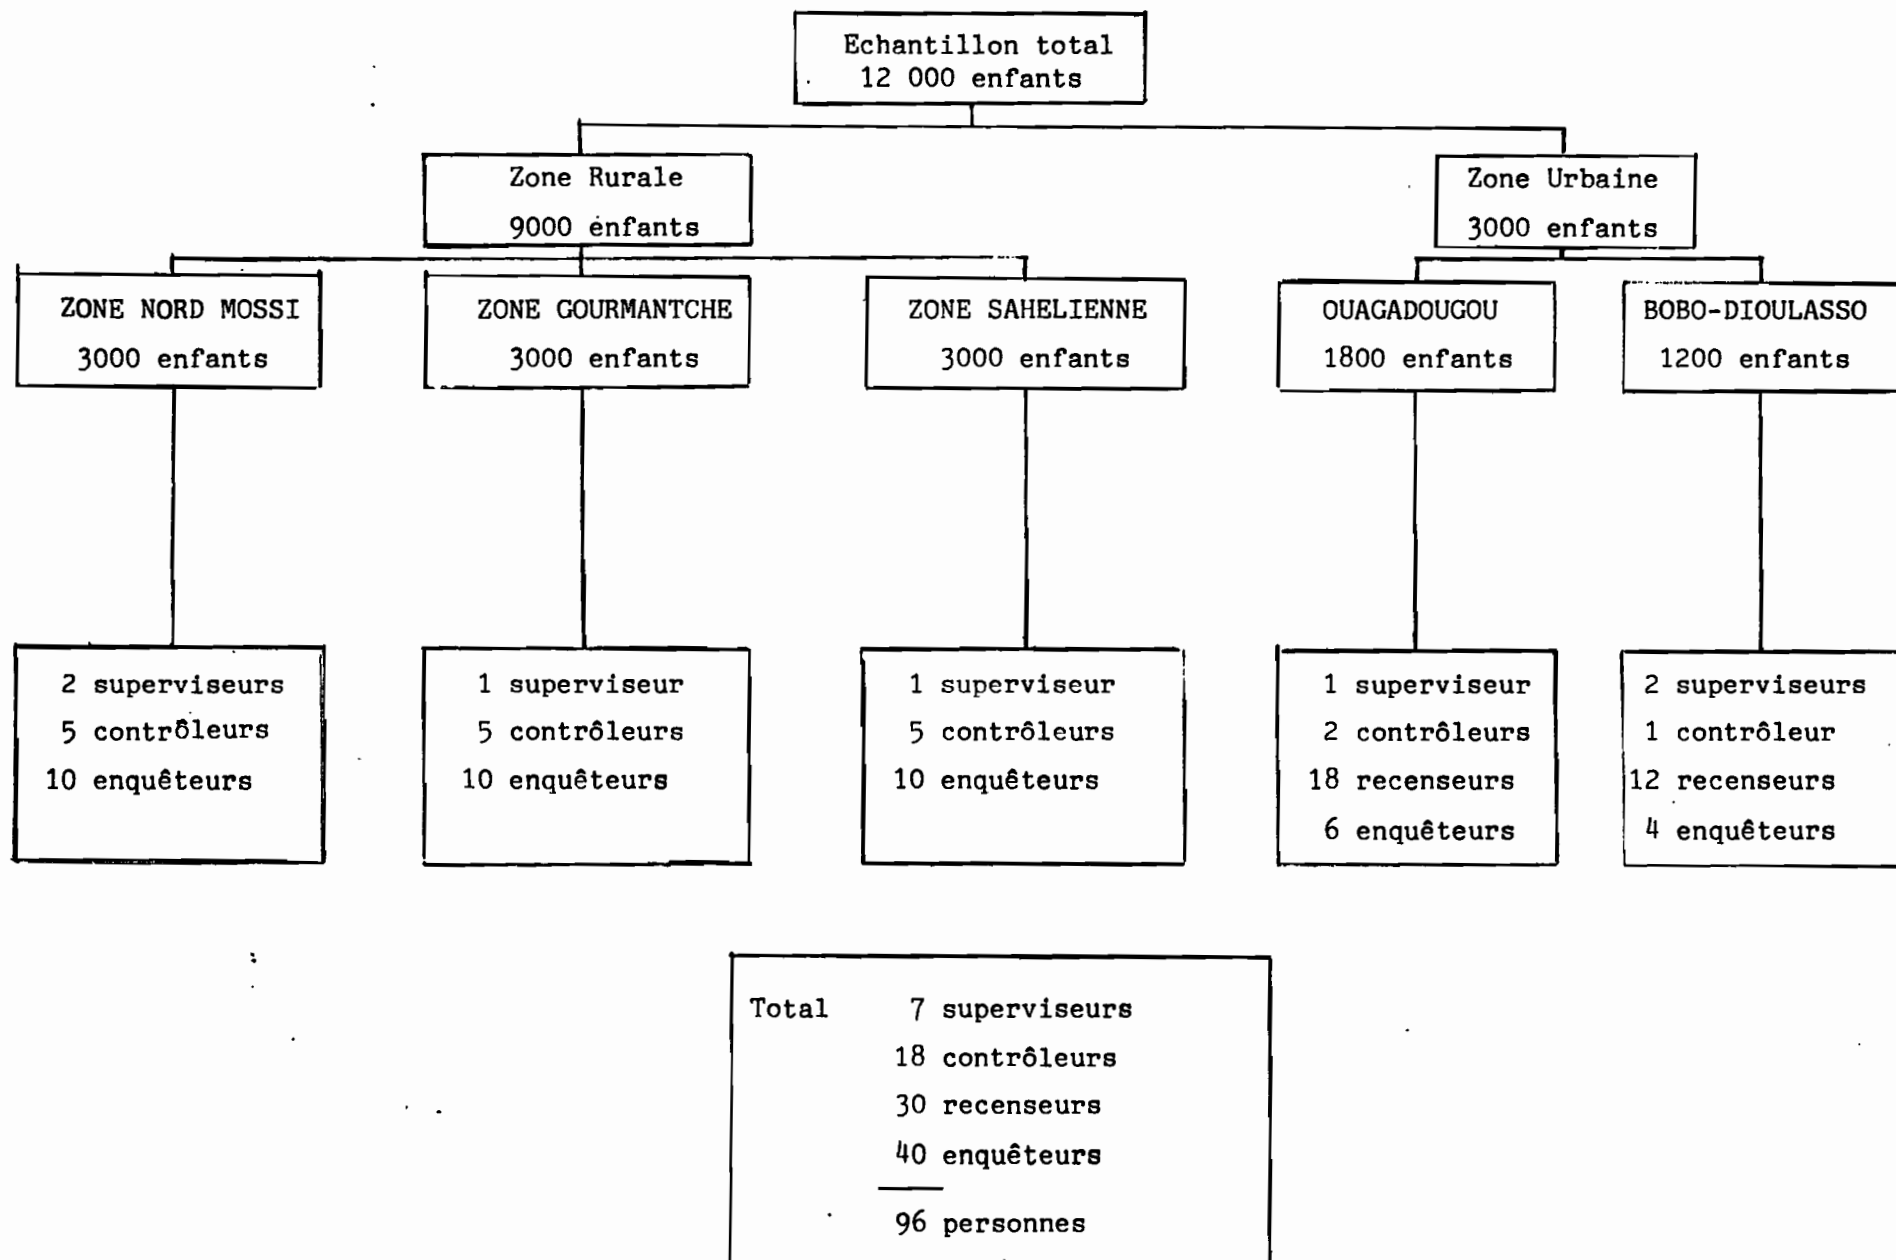 Echantillon total
12 000 enfants
Zone Rurale
9000 enfants
Zone Urbaine
3000 enfants
ZONE NORD MOSSI
3000 enfants
ZONE GOURMANTCHE
3000 enfants
ZONE SAHELIENNE
3000 enfants
OUAGADOUGOU
1800 enfants
BOBO-DIOULASSO
1200 enfants
2 superviseurs
5 contrôleurs
10 enquêteurs
1 superviseur
5 contrôleurs
10 enquêteurs
1 superviseur
5 contrôleurs
10 enquêteurs
1 superviseur
2 contrôleurs
18 recenseurs
6 enquêteurs
2 superviseurs
1 contrôleur
12 recenseurs
4 enquêteurs
Total 7 superviseurs
18 contrôleurs
30 recenseurs
40 enquêteurs
96 personnes